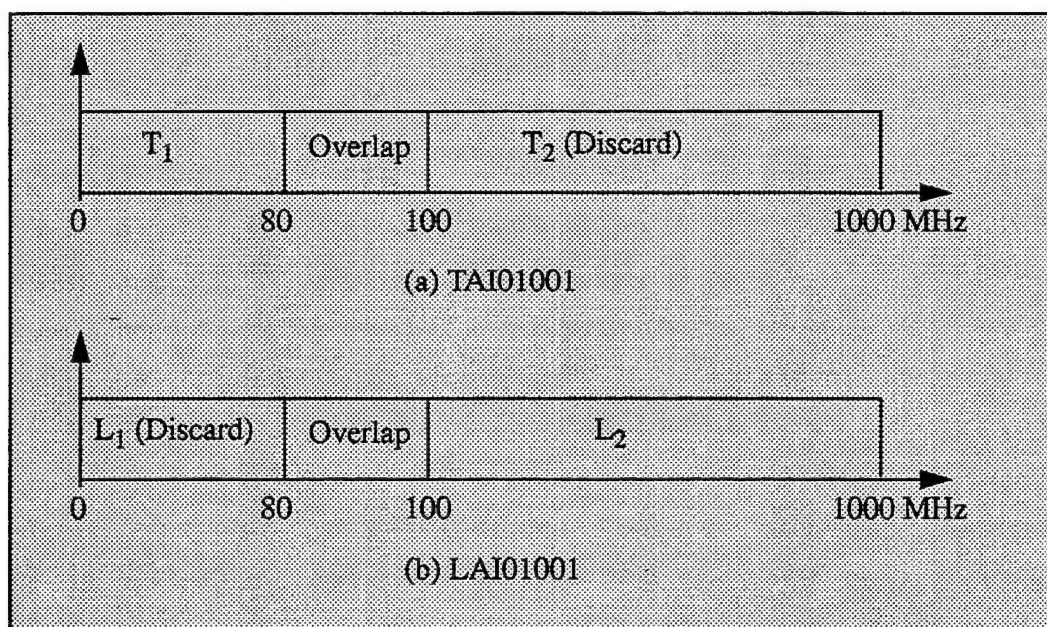 T₁ Overlap T₂ (Discard)
0 80 100 1000 MHz
(a) TAI01001
L₁ (Discard) Overlap L₂
0 80 100 1000 MHz
(b) LAI01001